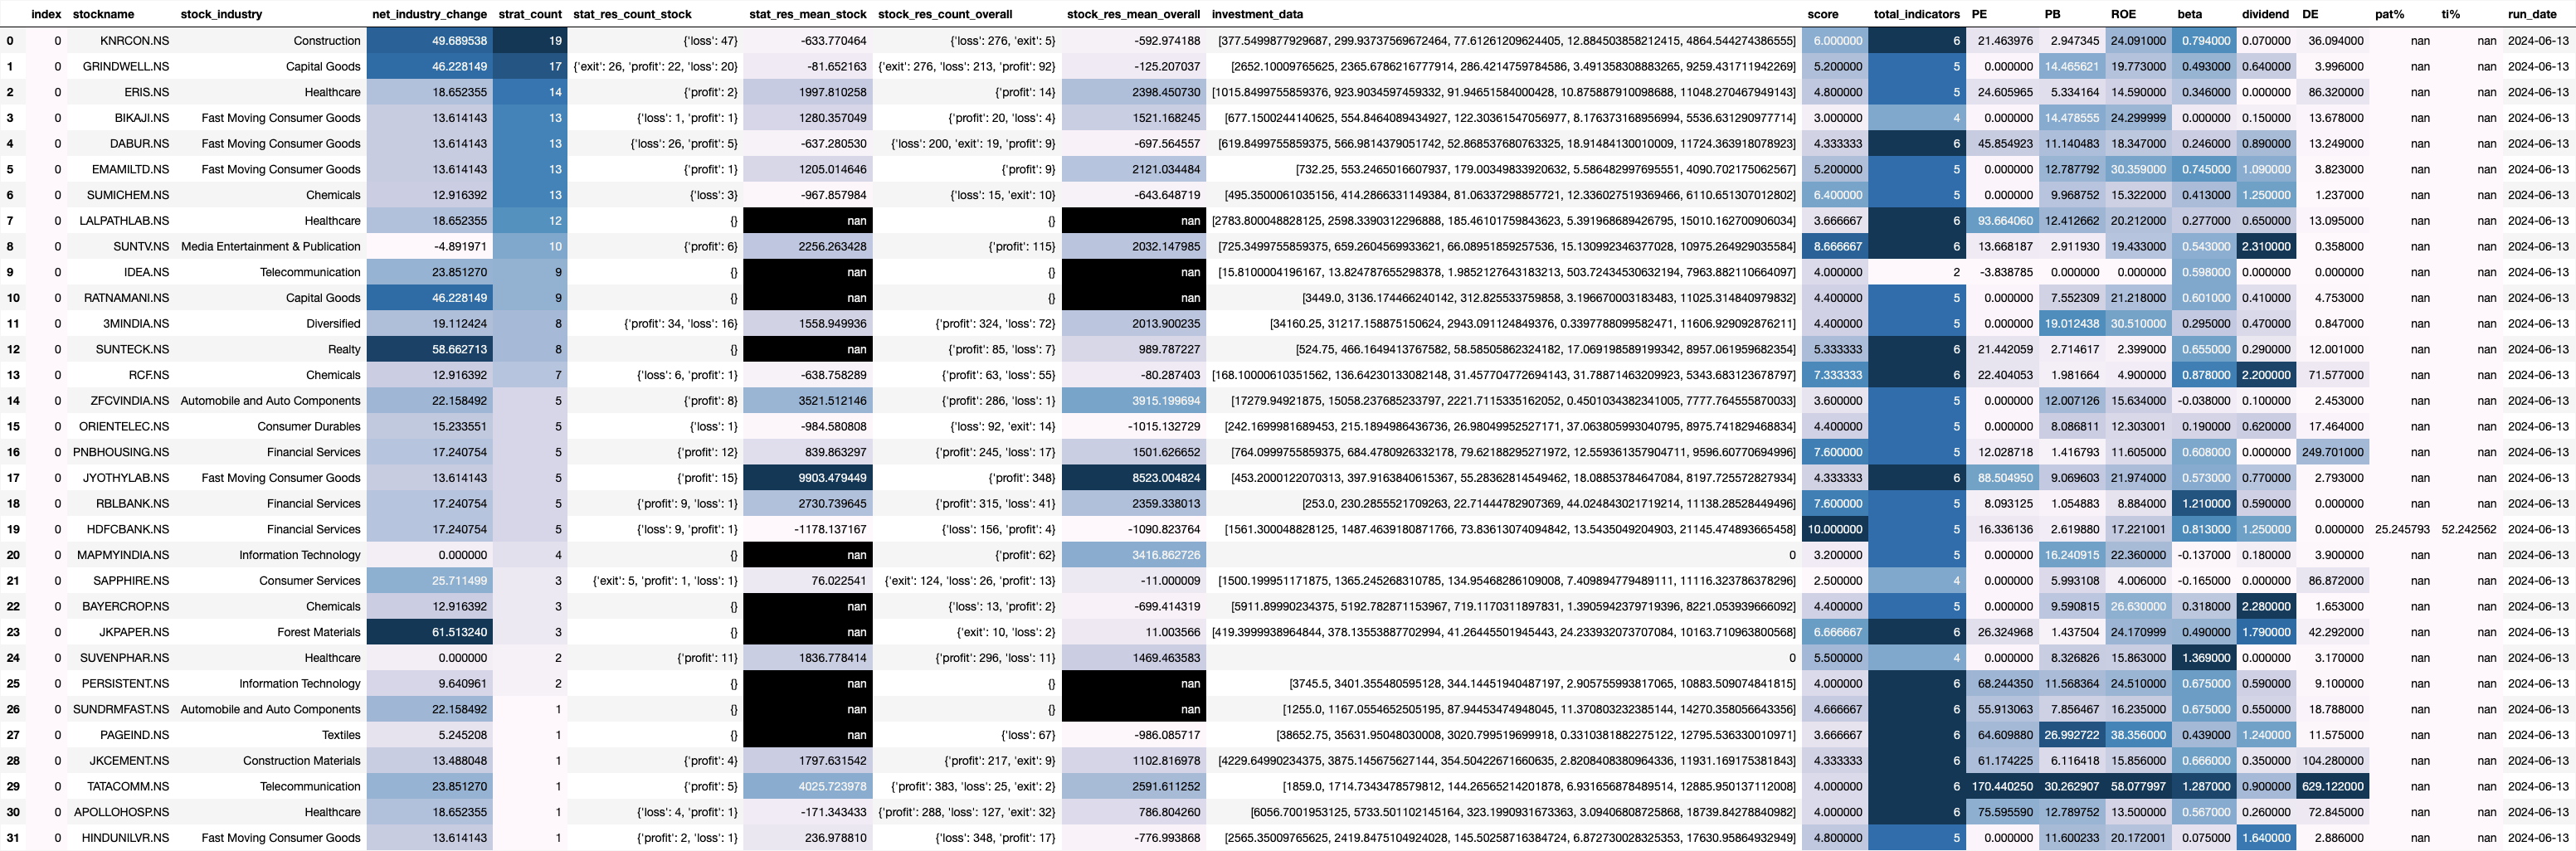 index stockname stock_industry net_industry_change strat_count stat_res_count_stock stat_res_mean_stock stock_res_count_overall stock_res_mean_overall investment_data score total_indicators PE PB ROE beta dividend DE pat% ti% run_date
0 0 KNRCON.NS Construction 49.689538 19 {'loss': 47} -633.770464 {'loss': 276, 'exit': 5} -592.974188 [377.5499877929687, 299.93737569672464, 77.61261209624405, 12.884503858212415, 4864.544274386555] 6.000000 6 21.463976 2.947345 24.091000 0.794000 0.070000 36.094000 nan nan 2024-06-13
1 0 GRINDWELL.NS Capital Goods 46.228149 17 {'exit': 26, 'profit': 22, 'loss': 20} -81.652163 {'exit': 276, 'loss': 213, 'profit': 92} -125.207037 [2652.10009765625, 2365.6786216777914, 286.4214759784586, 3.491358308883265, 9259.431711942269] 5.200000 5 0.000000 14.465621 19.773000 0.493000 0.640000 3.996000 nan nan 2024-06-13
2 0 ERIS.NS Healthcare 18.652355 14 {'profit': 2} 1997.810258 {'profit': 14} 2398.450730 [1015.8499755859376, 923.9034597459332, 91.94651584000428, 10.875887910098688, 11048.270467949143] 4.800000 5 24.605965 5.334164 14.590000 0.346000 0.000000 86.320000 nan nan 2024-06-13
3 0 BIKAJI.NS Fast Moving Consumer Goods 13.614143 13 {'loss': 1, 'profit': 1} 1280.357049 {'profit': 20, 'loss': 4} 1521.168245 [677.1500244140625, 554.8464089434927, 122.30361547056977, 8.176373168956994, 5536.631290977714] 3.000000 4 0.000000 14.478555 24.299999 0.000000 0.150000 13.678000 nan nan 2024-06-13
4 0 DABUR.NS Fast Moving Consumer Goods 13.614143 13 {'loss': 26, 'profit': 5} -637.280530 {'loss': 200, 'exit': 19, 'profit': 9} -697.564557 [619.8499755859375, 566.9814379051742, 52.868537680763325, 18.91484130010009, 11724.363918078923] 4.333333 6 45.854923 11.140483 18.347000 0.246000 0.890000 13.249000 nan nan 2024-06-13
5 0 EMAMILTD.NS Fast Moving Consumer Goods 13.614143 13 {'profit': 1} 1205.014646 {'profit': 9} 2121.034484 [732.25, 553.2465016607937, 179.00349833920632, 5.586482997695551, 4090.702175062567] 5.200000 5 0.000000 12.787792 30.359000 0.745000 1.090000 3.823000 nan nan 2024-06-13
6 0 SUMICHEM.NS Chemicals 12.916392 13 {'loss': 3} -967.857984 {'loss': 15, 'exit': 10} -643.648719 [495.3500061035156, 414.2866331149384, 81.06337298857721, 12.336027519369466, 6110.651307012802] 6.400000 5 0.000000 9.968752 15.322000 0.413000 1.250000 1.237000 nan nan 2024-06-13
7 0 LALPATHLAB.NS Healthcare 18.652355 12 {} nan {} nan [2783.800048828125, 2598.3390312296888, 185.46101759843623, 5.391968689426795, 15010.162700906034] 3.666667 6 93.664060 12.412662 20.212000 0.277000 0.650000 13.095000 nan nan 2024-06-13
8 0 SUNTV.NS Media Entertainment & Publication -4.891971 10 {'profit': 6} 2256.263428 {'profit': 115} 2032.147985 [725.3499755859375, 659.2604569933621, 66.08951859257536, 15.130992346377028, 10975.264929035584] 8.666667 6 13.668187 2.911930 19.433000 0.543000 2.310000 0.358000 nan nan 2024-06-13
9 0 IDEA.NS Telecommunication 23.851270 9 {} nan {} nan [15.8100004196167, 13.824787655298378, 1.9852127643183213, 503.72434530632194, 7963.882110664097] 4.000000 2 -3.838785 0.000000 0.000000 0.598000 0.000000 0.000000 nan nan 2024-06-13
10 0 RATNAMANI.NS Capital Goods 46.228149 9 {} nan {} nan [3449.0, 3136.174466240142, 312.825533759858, 3.196670003183483, 11025.314840979832] 4.400000 5 0.000000 7.552309 21.218000 0.601000 0.410000 4.753000 nan nan 2024-06-13
11 0 3MINDIA.NS Diversified 19.112424 8 {'profit': 34, 'loss': 16} 1558.949936 {'profit': 324, 'loss': 72} 2013.900235 [34160.25, 31217.158875150624, 2943.091124849376, 0.3397788099582471, 11606.929092876211] 4.400000 5 0.000000 19.012438 30.510000 0.295000 0.470000 0.847000 nan nan 2024-06-13
12 0 SUNTECK.NS Realty 58.662713 8 {} nan {'profit': 85, 'loss': 7} 989.787227 [524.75, 466.1649413767582, 58.58505862324182, 17.069198589199342, 8957.061959682354] 5.333333 6 21.442059 2.714617 2.399000 0.655000 0.290000 12.001000 nan nan 2024-06-13
13 0 RCF.NS Chemicals 12.916392 7 {'loss': 6, 'profit': 1} -638.758289 {'profit': 63, 'loss': 55} -80.287403 [168.10000610351562, 136.64230133082148, 31.457704772694143, 31.78871463209923, 5343.683123678797] 7.333333 6 22.404053 1.981664 4.900000 0.878000 2.200000 71.577000 nan nan 2024-06-13
14 0 ZFCVINDIA.NS Automobile and Auto Components 22.158492 5 {'profit': 8} 3521.512146 {'profit': 286, 'loss': 1} 3915.199694 [17279.94921875, 15058.237685233797, 2221.7115335162052, 0.4501034382341005, 7777.764555870033] 3.600000 5 0.000000 12.007126 15.634000 -0.038000 0.100000 2.453000 nan nan 2024-06-13
15 0 ORIENTELEC.NS Consumer Durables 15.233551 5 {'loss': 1} -984.580808 {'loss': 92, 'exit': 14} -1015.132729 [242.1699981689453, 215.1894986436736, 26.98049952527171, 37.063805993040795, 8975.741829468834] 4.400000 5 0.000000 8.086811 12.303001 0.190000 0.620000 17.464000 nan nan 2024-06-13
16 0 PNBHOUSING.NS Financial Services 17.240754 5 {'profit': 12} 839.863297 {'profit': 245, 'loss': 17} 1501.626652 [764.0999755859375, 684.4780926332178, 79.62188295271972, 12.559361357904711, 9596.60770694996] 7.600000 5 12.028718 1.416793 11.605000 0.608000 0.000000 249.701000 nan nan 2024-06-13
17 0 JYOTHYLAB.NS Fast Moving Consumer Goods 13.614143 5 {'profit': 15} 9903.479449 {'profit': 348} 8523.004824 [453.2000122070313, 397.9163840615367, 55.28362814549462, 18.08853784647084, 8197.725572827934] 4.333333 6 88.504950 9.069603 21.974000 0.573000 0.770000 2.793000 nan nan 2024-06-13
18 0 RBLBANK.NS Financial Services 17.240754 5 {'profit': 9, 'loss': 1} 2730.739645 {'profit': 315, 'loss': 41} 2359.338013 [253.0, 230.2855521709263, 22.71444782907369, 44.024843021719214, 11138.28528449496] 7.600000 5 8.093125 1.054883 8.884000 1.210000 0.590000 0.000000 nan nan 2024-06-13
19 0 HDFCBANK.NS Financial Services 17.240754 5 {'loss': 9, 'profit': 1} -1178.137167 {'loss': 156, 'profit': 4} -1090.823764 [1561.300048828125, 1487.4639180871766, 73.83613074094842, 13.5435049204903, 21145.474893665458] 10.000000 5 16.336136 2.619880 17.221001 0.813000 1.250000 0.000000 25.245793 52.242562 2024-06-13
20 0 MAPMYINDIA.NS Information Technology 0.000000 4 {} nan {'profit': 62} 3416.862726 0 3.200000 5 0.000000 16.240915 22.360000 -0.137000 0.180000 3.900000 nan nan 2024-06-13
21 0 SAPPHIRE.NS Consumer Services 25.711499 3 {'exit': 5, 'profit': 1, 'loss': 1} 76.022541 {'exit': 124, 'loss': 26, 'profit': 13} -11.000009 [1500.199951171875, 1365.245268310785, 134.95468286109008, 7.409894779489111, 11116.323786378296] 2.500000 4 0.000000 5.993108 4.006000 -0.165000 0.000000 86.872000 nan nan 2024-06-13
22 0 BAYERCROP.NS Chemicals 12.916392 3 {} nan {'loss': 13, 'profit': 2} -699.414319 [5911.89990234375, 5192.782871153967, 719.1170311897831, 1.3905942379719396, 8221.053939666092] 4.400000 5 0.000000 9.590815 26.630000 0.318000 2.280000 1.653000 nan nan 2024-06-13
23 0 JKPAPER.NS Forest Materials 61.513240 3 {} nan {'exit': 10, 'loss': 2} 11.003566 [419.3999938964844, 378.13553887702994, 41.26445501945443, 24.233932073707084, 10163.710963800568] 6.666667 6 26.324968 1.437504 24.170999 0.490000 1.790000 42.292000 nan nan 2024-06-13
24 0 SUVENPHAR.NS Healthcare 0.000000 2 {'profit': 11} 1836.778414 {'profit': 296, 'loss': 11} 1469.463583 0 5.500000 4 0.000000 8.326826 15.863000 1.369000 0.000000 3.170000 nan nan 2024-06-13
25 0 PERSISTENT.NS Information Technology 9.640961 2 {} nan {} nan [3745.5, 3401.355480595128, 344.14451940487197, 2.905755993817065, 10883.509074841815] 4.000000 6 68.244350 11.568364 24.510000 0.675000 0.590000 9.100000 nan nan 2024-06-13
26 0 SUNDRMFAST.NS Automobile and Auto Components 22.158492 1 {} nan {} nan [1255.0, 1167.0554652505195, 87.94453474948045, 11.370803232385144, 14270.358056643356] 4.666667 6 55.913063 7.856467 16.235000 0.675000 0.550000 18.788000 nan nan 2024-06-13
27 0 PAGEIND.NS Textiles 5.245208 1 {} nan {'loss': 67} -986.085717 [38652.75, 35631.95048030008, 3020.799519699918, 0.3310381882275122, 12795.536330010971] 3.666667 6 64.609880 26.992722 38.356000 0.439000 1.240000 11.575000 nan nan 2024-06-13
28 0 JKCEMENT.NS Construction Materials 13.488048 1 {'profit': 4} 1797.631542 {'profit': 217, 'exit': 9} 1102.816978 [4229.64990234375, 3875.145675627144, 354.50422671660635, 2.8208408380964336, 11931.169175381843] 4.333333 6 61.174225 6.116418 15.856000 0.666000 0.350000 104.280000 nan nan 2024-06-13
29 0 TATACOMM.NS Telecommunication 23.851270 1 {'profit': 5} 4025.723978 {'profit': 383, 'loss': 25, 'exit': 2} 2591.611252 [1859.0, 1714.7343478579812, 144.26565214201878, 6.931656878489514, 12885.950137112008] 4.000000 6 170.440250 30.262907 58.077997 1.287000 0.900000 629.122000 nan nan 2024-06-13
30 0 APOLLOHOSP.NS Healthcare 18.652355 1 {'loss': 4, 'profit': 1} -171.343433 {'profit': 288, 'loss': 127, 'exit': 32} 786.804260 [6056.7001953125, 5733.501102145164, 323.1990931673363, 3.09406808725868, 18739.84278840982] 4.000000 6 75.595590 12.789752 13.500000 0.567000 0.260000 72.845000 nan nan 2024-06-13
31 0 HINDUNILVR.NS Fast Moving Consumer Goods 13.614143 1 {'profit': 2, 'loss': 1} 236.978810 {'loss': 348, 'profit': 17} -776.993868 [2565.35009765625, 2419.8475104924028, 145.50258716384724, 6.872730028325353, 17630.95864932949] 4.800000 5 0.000000 11.600233 20.172001 0.075000 1.640000 2.886000 nan nan 2024-06-13